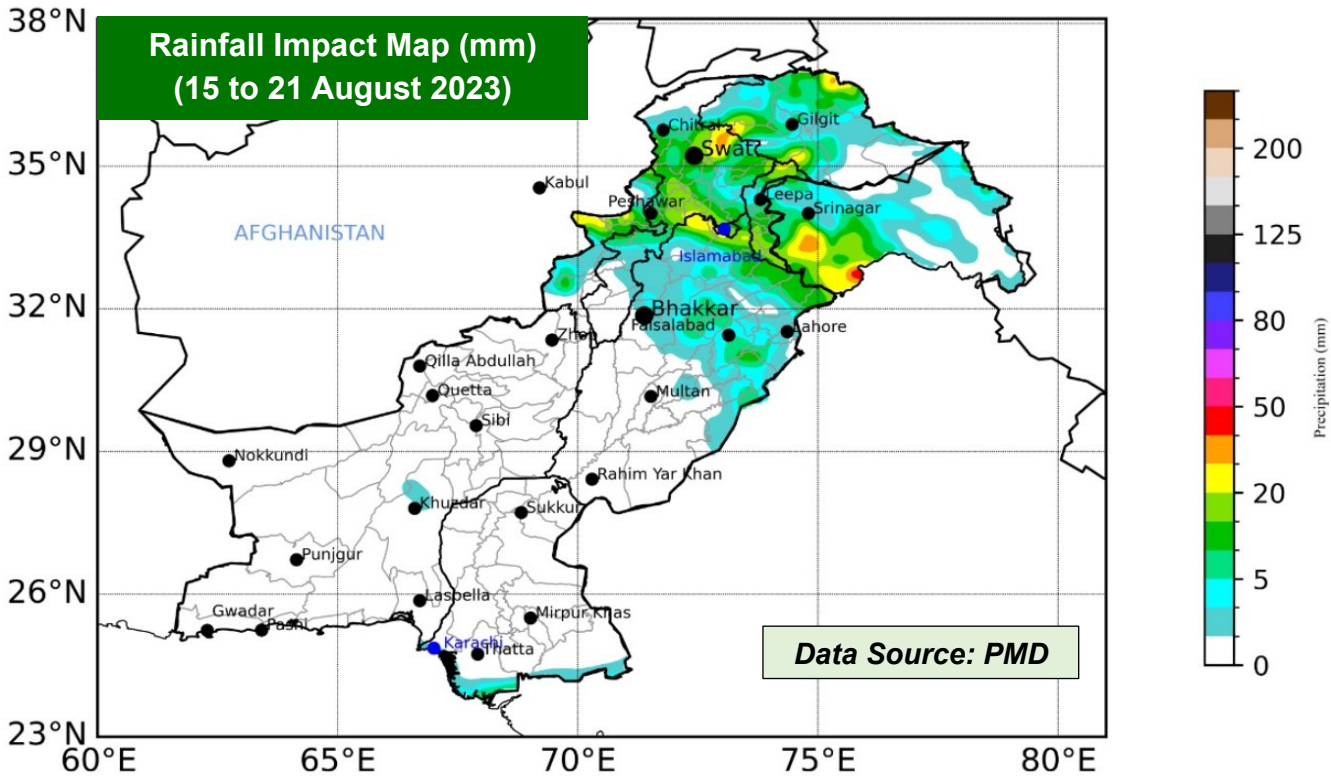 Rainfall Impact Map (mm)
(15 to 21 August 2023)
38°N
35°N
32°N
29°N
26°N
23°N
60°E
65°E
70°E
75°E
80°E
AFGHANISTAN
Kabul
Chitral
Gilgit
Swat
Peshawar
Leepa
Srinagar
Islamabad
Bhakkar
Faisalabad
Lahore
Zhob
Qilla Abdullah
Quetta
Multan
Sibi
Nokkundi
Rahim Yar Khan
Khuzdar
Sukkur
Punjgur
Lasbella
Mirpur Khas
Gwadar
Pasni
Karachi
Thatta
Data Source: PMD
200
125
80
50
20
5
0
Precipitation (mm)